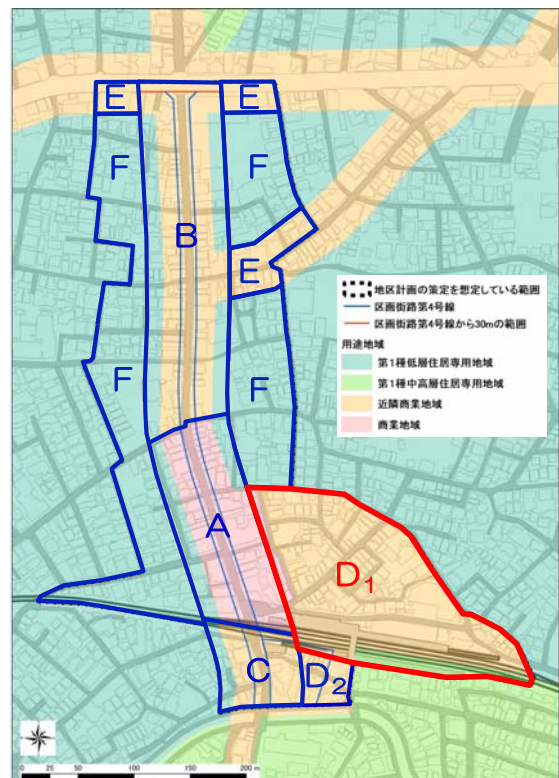 E
E
F
F
B
E
地区計画の策定を想定している範囲
区画街路第4号線
区画街路第4号線から30mの範囲
用途地域
第1種低層住居専用地域
第1種中高層住居専用地域
近隣商業地域
商業地域
F
F
A
D₁
C
D₂
0 25 50 100 150 200 m